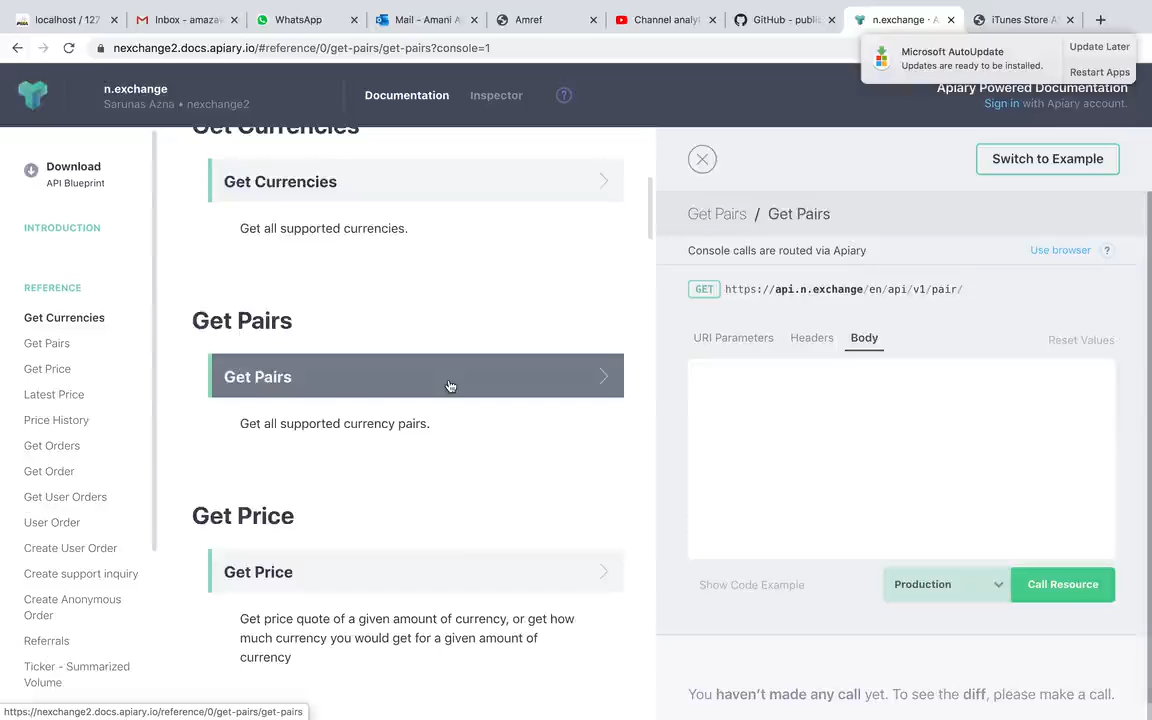 localhost / 127
Inbox - amazav
WhatsApp
Mail - Amani A
Amref
Channel analy
GitHub - public
n.exchange · A
iTunes Store A
nexchange2.docs.apiary.io/#reference/0/get-pairs/get-pairs?console=1
Microsoft AutoUpdate
Updates are ready to be installed.
Update Later
Restart Apps
n.exchange
Sarunas Azna • nexchange2
Documentation
Inspector
?
Apiary Powered Documentation
Sign in with Apiary account.
Download
API Blueprint
INTRODUCTION
REFERENCE
Get Currencies
Get Pairs
Get Price
Latest Price
Price History
Get Orders
Get Order
Get User Orders
User Order
Create User Order
Create support inquiry
Create Anonymous
Order
Referrals
Ticker - Summarized
Volume
Get Currencies
Get Currencies
Get all supported currencies.
Get Pairs
Get Pairs
Get all supported currency pairs.
Get Price
Get Price
Get price quote of a given amount of currency, or get how
much currency you would get for a given amount of
currency
Switch to Example
Get Pairs / Get Pairs
Console calls are routed via Apiary
Use browser ?
GET https://api.n.exchange/en/api/v1/pair/
URI Parameters
Headers
Body
Reset Values
Show Code Example
Production
Call Resource
You haven't made any call yet. To see the diff, please make a call.
https://nexchange2.docs.apiary.io/reference/0/get-pairs/get-pairs